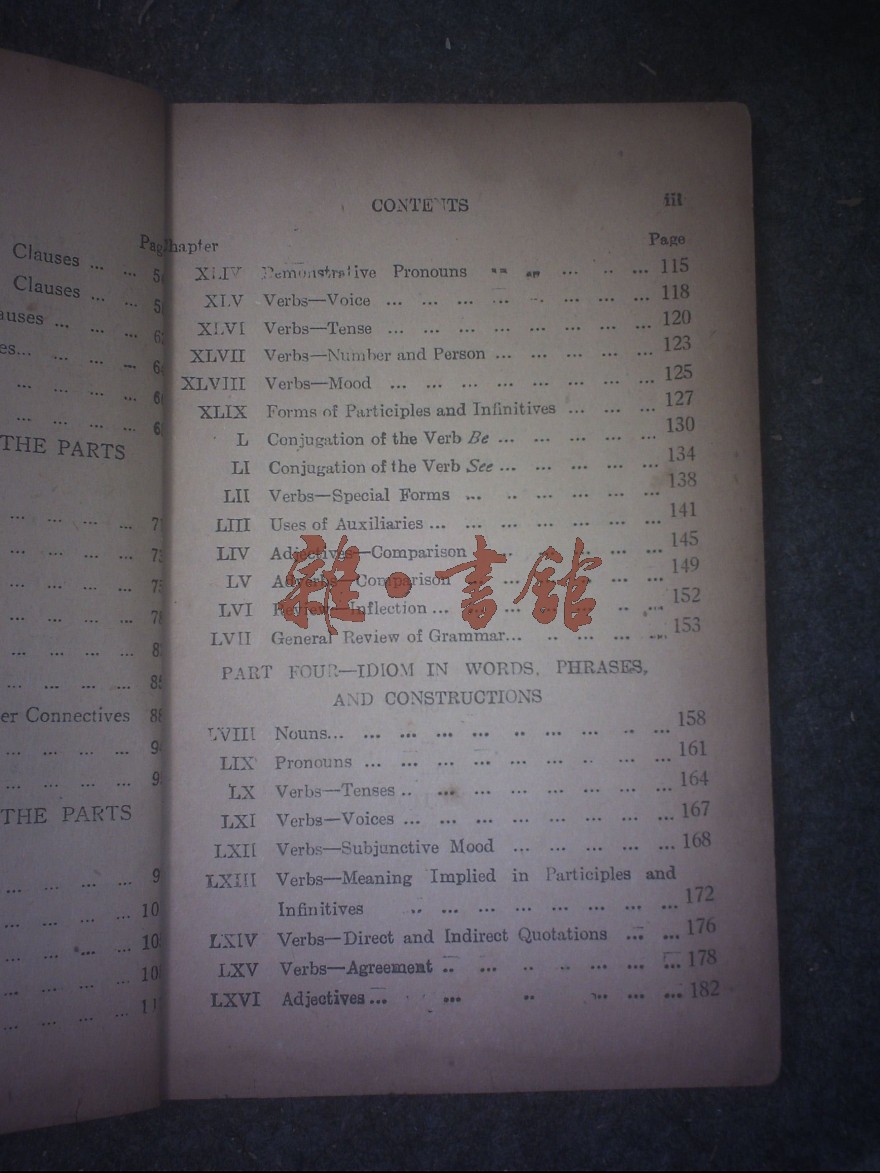 Clauses ... ...
Clauses ... ...
... ...
THE PARTS
er Connectives
THE PARTS
CONTENTS
Page
XLIV Demonstrative Pronouns ... ... ... ... ... 115
XLV Verbs—Voice ... ... ... ... ... ... ... ... 118
XLVI Verbs—Tense ... ... ... ... ... ... ... ... 120
XLVII Verbs—Number and Person ... ... ... ... ... 123
XLVIII Verbs—Mood ... ... ... ... ... ... ... ... 125
XLIX Forms of Participles and Infinitives ... ... ... 127
L Conjugation of the Verb Be ... ... ... ... ... 130
LI Conjugation of the Verb See ... ... ... ... ... 134
LII Verbs—Special Forms ... ... ... ... ... ... 138
LIII Uses of Auxiliaries ... ... ... ... ... ... ... 141
LIV Adjectives—Comparison ... ... ... ... ... 145
LV Adverbs—Comparison ... ... ... ... ... ... 149
LVI Review—Inflection ... ... ... ... ... ... 152
LVII General Review of Grammar... ... ... ... ... 153
雜·書館
PART FOUR—IDIOM IN WORDS, PHRASES,
AND CONSTRUCTIONS
LVIII Nouns... ... ... ... ... ... ... ... ... ... 158
LIX Pronouns ... ... ... ... ... ... ... ... ... 161
LX Verbs—Tenses ... ... ... ... ... ... ... ... 164
LXI Verbs—Voices ... ... ... ... ... ... ... ... 167
LXII Verbs—Subjunctive Mood ... ... ... ... ... 168
LXIII Verbs—Meaning Implied in Participles and
Infinitives ... ... ... ... ... ... ... ... 172
LXIV Verbs—Direct and Indirect Quotations ... ... 176
LXV Verbs—Agreement ... ... ... ... ... ... ... 178
LXVI Adjectives ... ... ... ... ... ... 182